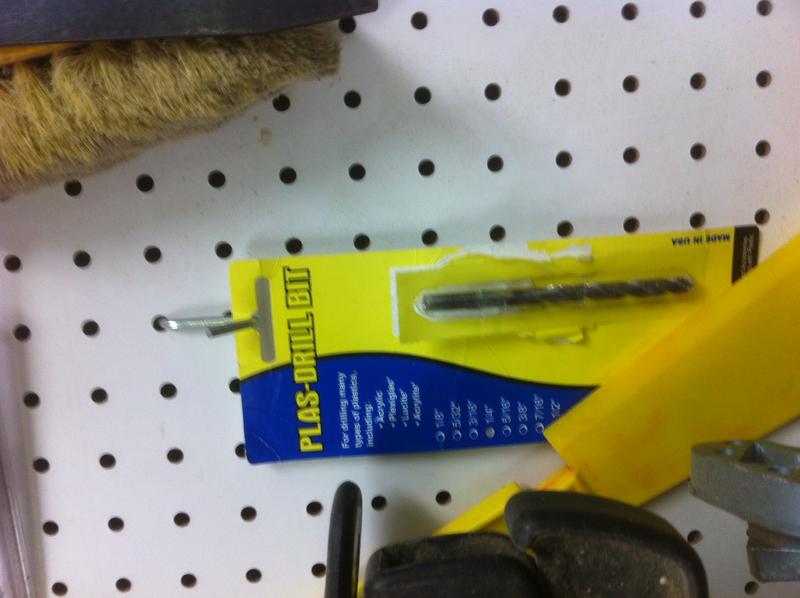 PLAS-DRILL BIT
For drilling many
types of plastics,
including:
• Acrylic
• Plexiglas®
• Lucite®
• Acrylite®
1/8"
5/32"
3/16"
1/4"
5/16"
3/8"
7/16"
1/2"
MADE IN USA